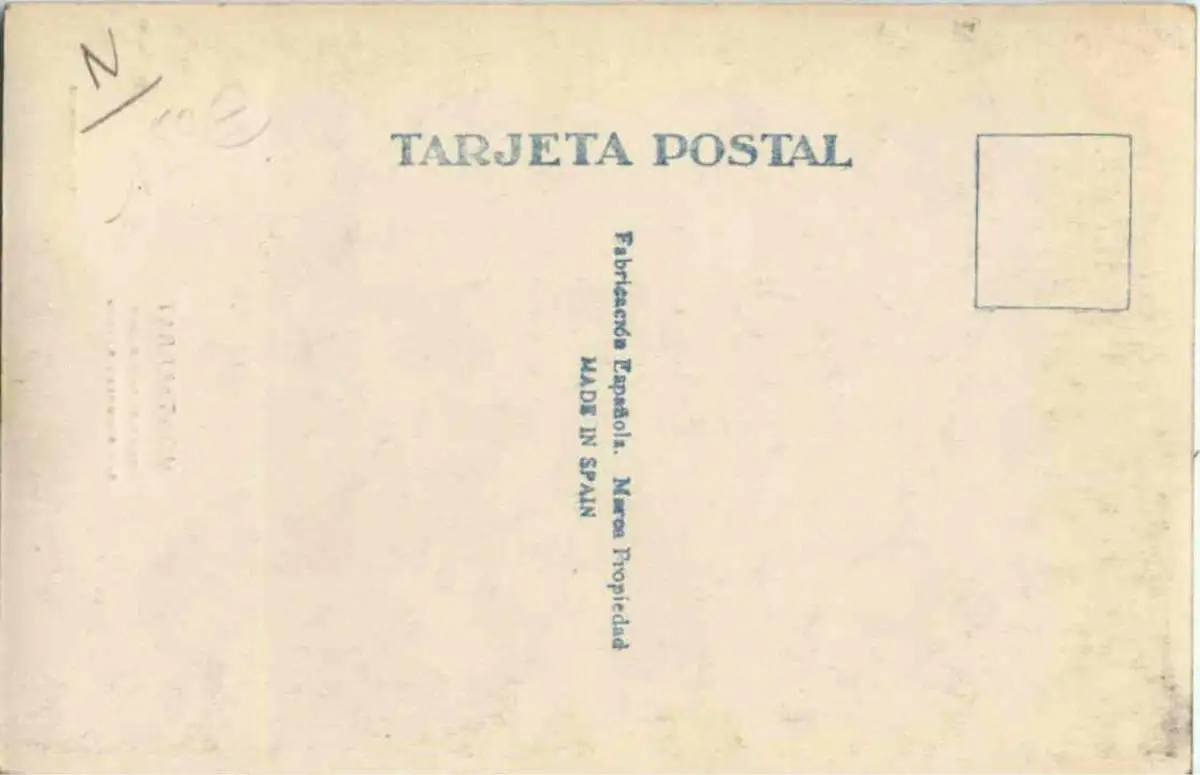 N/
TARJETA POSTAL
Fabricación Española. Marca Propiedad
MADE IN SPAIN